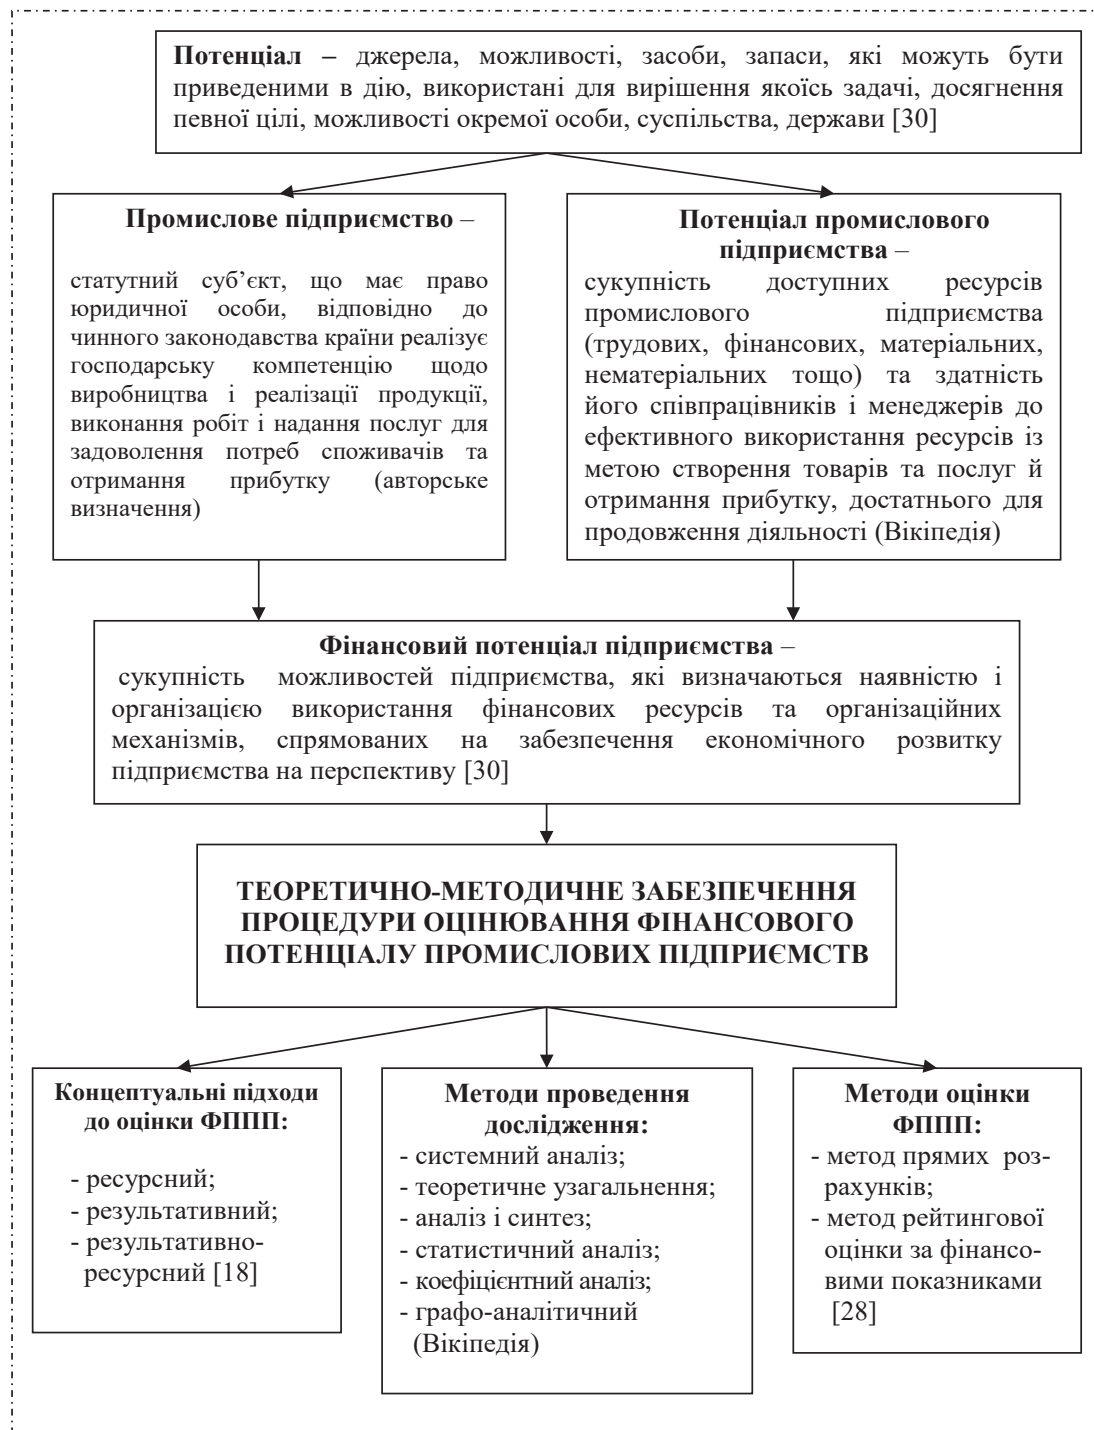 Потенціал – джерела, можливості, засоби, запаси, які можуть бути
приведеними в дію, використані для вирішення якоїсь задачі, досягнення
певної цілі, можливості окремої особи, суспільства, держави [30]
Промислове підприємство –
статутний суб’єкт, що має право
юридичної особи, відповідно до
чинного законодавства країни реалізує
господарську компетенцію щодо
виробництва і реалізації продукції,
виконання робіт і надання послуг для
задоволення потреб споживачів та
отримання прибутку (авторське
визначення)
Потенціал промислового
підприємства –
сукупність доступних ресурсів
промислового підприємства
(трудових, фінансових, матеріальних,
нематеріальних тощо) та здатність
його співпрацівників і менеджерів до
ефективного використання ресурсів із
метою створення товарів та послуг й
отримання прибутку, достатнього для
продовження діяльності (Вікіпедія)
Фінансовий потенціал підприємства –
сукупність можливостей підприємства, які визначаються наявністю і
організацією використання фінансових ресурсів та організаційних
механізмів, спрямованих на забезпечення економічного розвитку
підприємства на перспективу [30]
ТЕОРЕТИЧНО-МЕТОДИЧНЕ ЗАБЕЗПЕЧЕННЯ
ПРОЦЕДУРИ ОЦІНЮВАННЯ ФІНАНСОВОГО
ПОТЕНЦІАЛУ ПРОМИСЛОВИХ ПІДПРИЄМСТВ
Концептуальні підходи
до оцінки ФППП:
- ресурсний;
- результативний;
- результативно-
ресурсний [18]
Методи проведення
дослідження:
- системний аналіз;
- теоретичне узагальнення;
- аналіз і синтез;
- статистичний аналіз;
- коефіцієнтний аналіз;
- графо-аналітичний
(Вікіпедія)
Методи оцінки
ФППП:
- метод прямих роз-
рахунків;
- метод рейтингової
оцінки за фінансо-
вими показниками
[28]